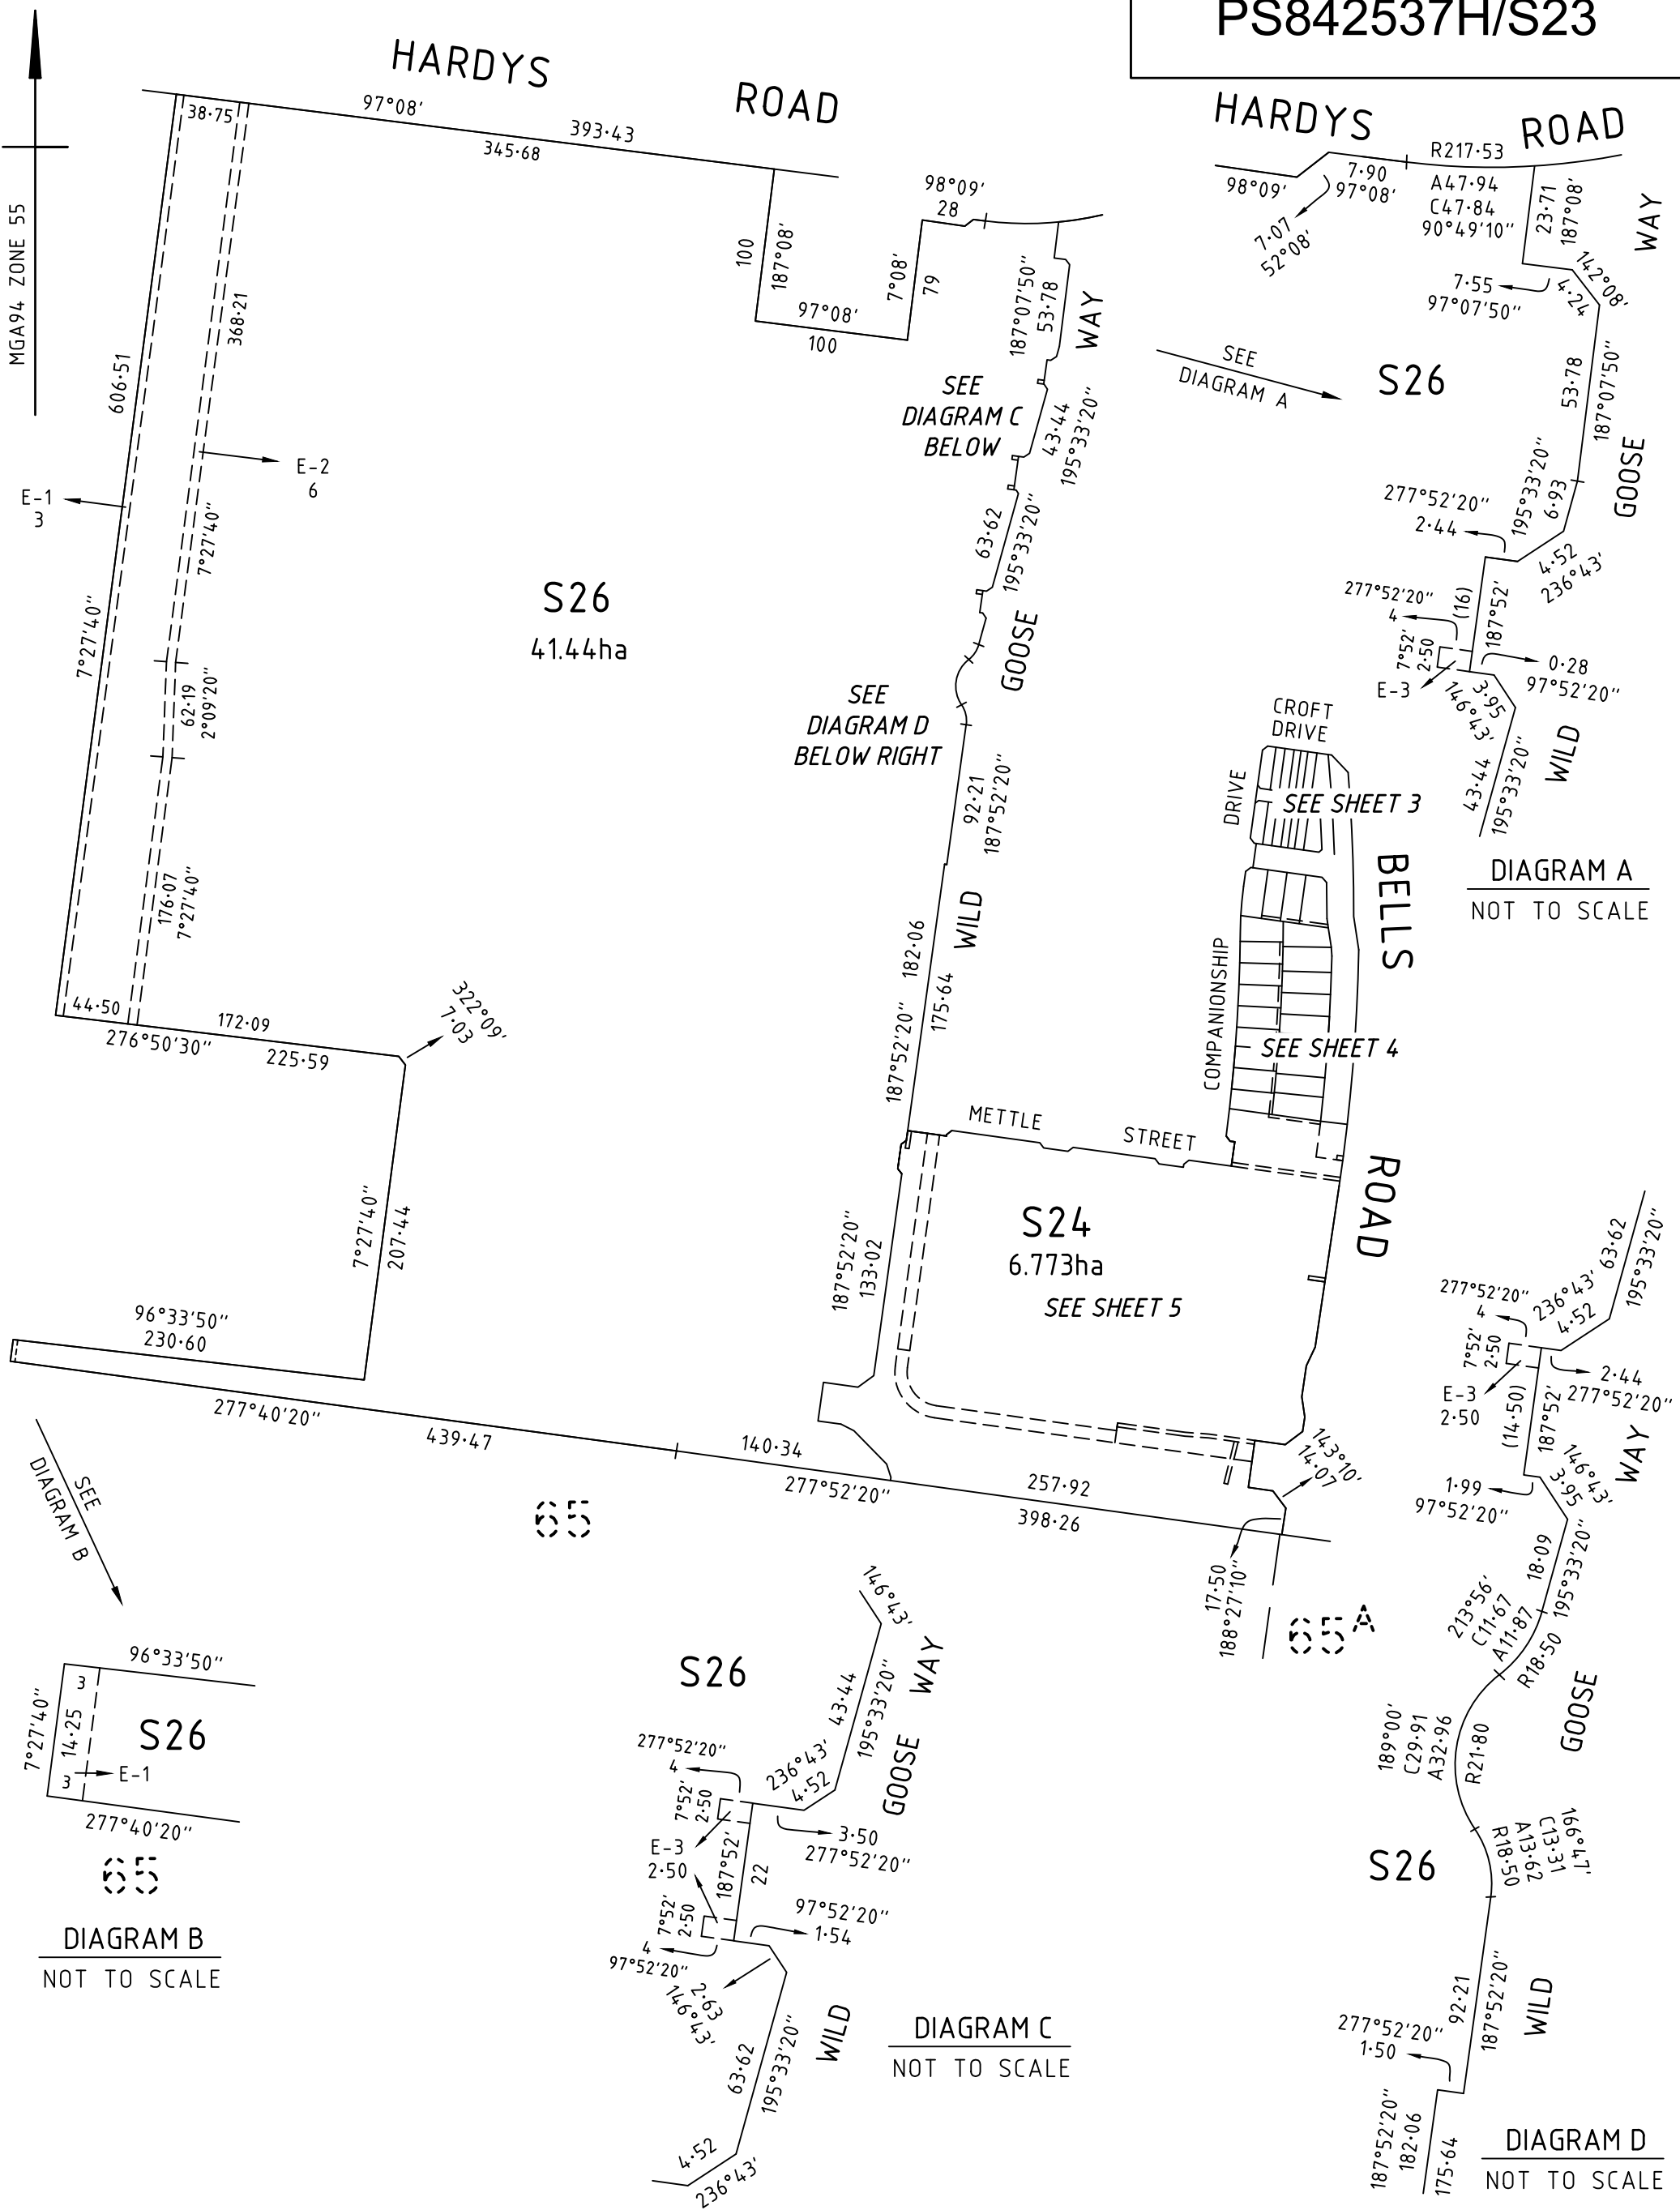 PS842537H/S23
MGA94 ZONE 55
HARDYS ROAD
97°08'
38·75
393·43
345·68
606·51
7°27'40"
368·21
7°27'40"
E-1
3
E-2
6
62·19
2°09'20"
176·07
7°27'40"
44·50
172·09
276°50'30"
225·59
322°09'
7·03
7°27'40"
207·44
96°33'50"
230·60
277°40'20"
439·47
S26
41.44ha
100
187°08'
97°08'
100
7°08'
79
98°09'
28
187°07'50"
53·78
WAY
SEE
DIAGRAM C
BELOW
43·44
195°33'20"
63·62
195°33'20"
GOOSE
SEE
DIAGRAM D
BELOW RIGHT
92·21
187°52'20"
WILD
182·06
187°52'20"
175·64
CROFT
DRIVE
DRIVE
SEE SHEET 3
COMPANIONSHIP
SEE SHEET 4
BELLS
ROAD
METTLE STREET
S24
6.773ha
SEE SHEET 5
187°52'20"
133·02
140·34
277°52'20"
257·92
398·26
143°10'
14·07
17·50
188°27'10"
65
65A
HARDYS ROAD
98°09'
7·90
97°08'
7·07
52°08'
R217·53
A47·94
C47·84
90°49'10"
23·71
187°08'
WAY
7·55
97°07'50"
142°08'
4·24
SEE
DIAGRAM A
S26
53·78
187°07'50"
GOOSE
277°52'20"
2·44
195°33'20"
6·93
4·52
236°43'
277°52'20"
4
(16)
187°52'
7°52'
2·50
E-3
0·28
97°52'20"
3·95
146°43'
WILD
43·44
195°33'20"
DIAGRAM A
NOT TO SCALE
SEE
DIAGRAM B
96°33'50"
3
7°27'40"
14·25
S26
3
E-1
277°40'20"
65
DIAGRAM B
NOT TO SCALE
146°43'
S26
WAY
43·44
195°33'20"
277°52'20"
4
236°43'
4·52
GOOSE
7°52'
2·50
3·50
277°52'20"
E-3
2·50
187°52'
22
7°52'
2·50
97°52'20"
1·54
4
97°52'20"
2·63
146°43'
WILD
63·62
195°33'20"
4·52
236°43'
DIAGRAM C
NOT TO SCALE
63·62
195°33'20"
277°52'20"
4
236°43'
4·52
7°52'
2·50
2·44
277°52'20"
E-3
2·50
(14·50)
187°52'
WAY
1·99
97°52'20"
146°43'
3·95
18·09
195°33'20"
213°56'
C11·67
A11·87
R18·50
GOOSE
189°00'
C29·91
A32·96
R21·80
166°47'
C13·31
A13·62
R18·50
S26
92·21
187°52'20"
WILD
277°52'20"
1·50
187°52'20"
182·06
175·64
DIAGRAM D
NOT TO SCALE